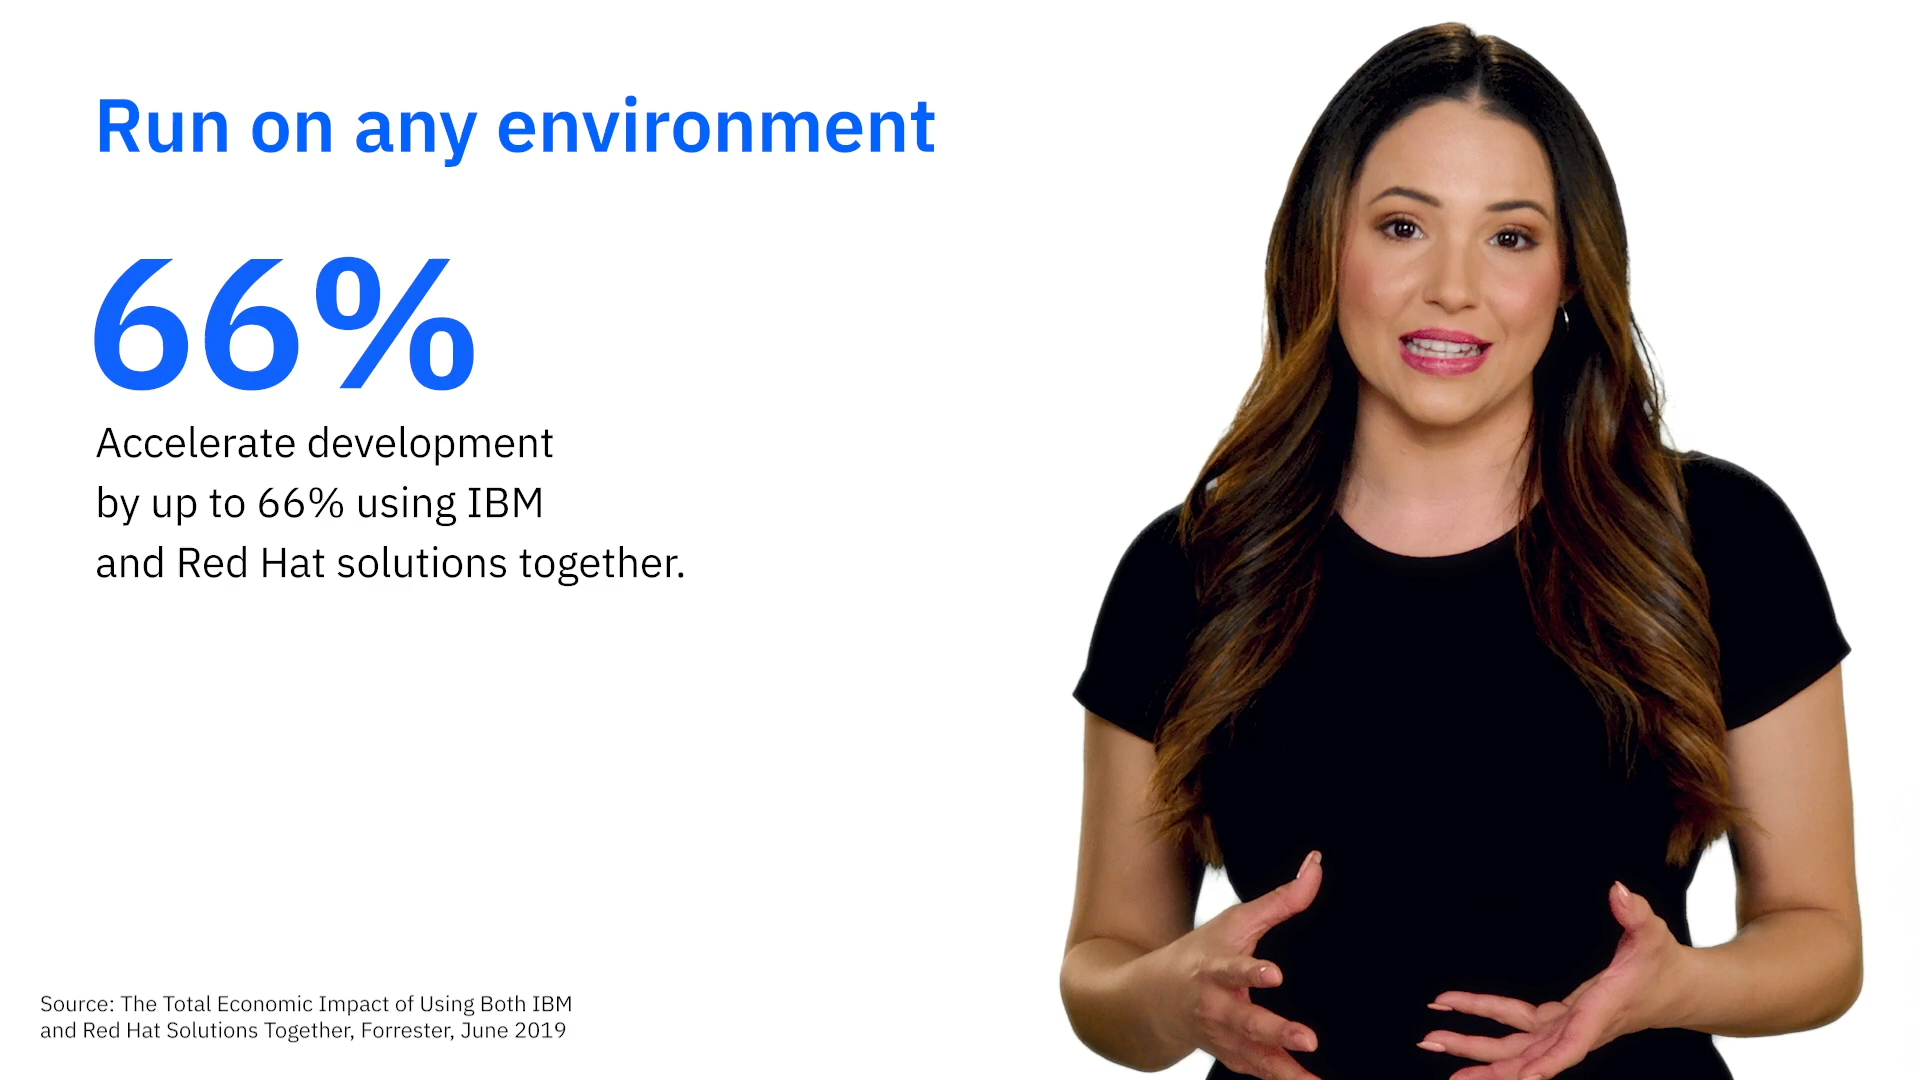 Run on any environment
66%
Accelerate development
by up to 66% using IBM
and Red Hat solutions together.
Source: The Total Economic Impact of Using Both IBM
and Red Hat Solutions Together, Forrester, June 2019